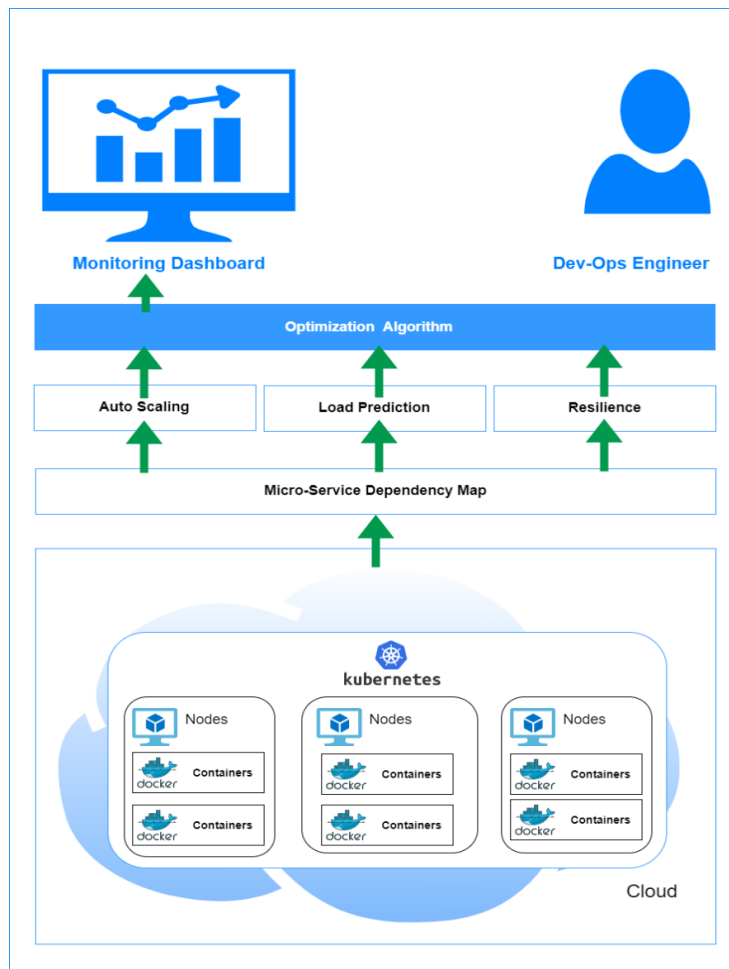 Monitoring Dashboard
Dev-Ops Engineer
Optimization Algorithm
Auto Scaling
Load Prediction
Resilience
Micro-Service Dependency Map
kubernetes
Nodes
Nodes
Nodes
docker Containers
docker Containers
docker Containers
docker Containers
docker Containers
docker Containers
Cloud